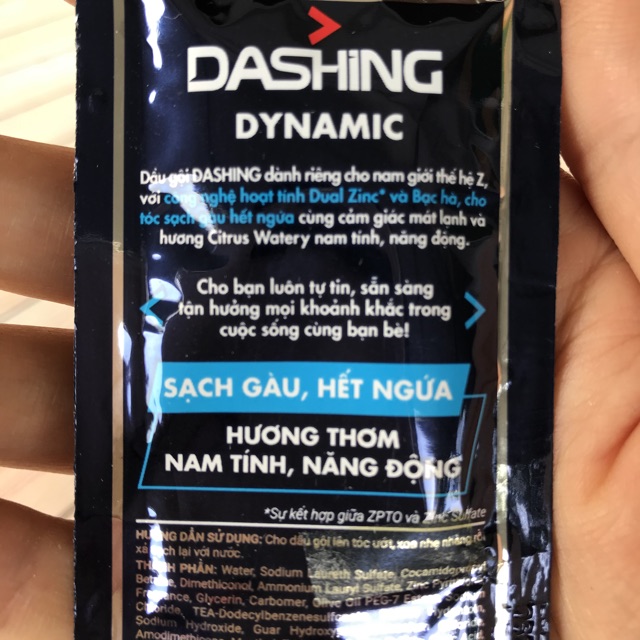 DASHiNG
DYNAMIC
Dầu gội DASHING dành riêng cho nam giới thế hệ Z,
với công nghệ hoạt tính Dual Zinc* và Bạc hà, cho
tóc sạch gàu hết ngứa cùng cảm giác mát lạnh và
hương Citrus Watery nam tính, năng động.
Cho bạn luôn tự tin, sẵn sàng
tận hưởng mọi khoảnh khắc trong
cuộc sống cùng bạn bè!
SẠCH GÀU, HẾT NGỨA
HƯƠNG THƠM
NAM TÍNH, NĂNG ĐỘNG
*Sự kết hợp giữa ZPTO và Zinc Sulfate
HƯỚNG DẪN SỬ DỤNG: Cho dầu gội lên tóc ướt, xoa nhẹ nhàng rồi
xả sạch lại với nước.
THÀNH PHẦN: Water, Sodium Laureth Sulfate, Cocamidopropyl
Betaine, Dimethiconol, Ammonium Lauryl Sulfate, Zinc
Fragrance, Glycerin, Carbomer, Olive Oil PEG-7
Chloride, TEA-Dodecylbenzenesulfonate
Sodium Hydroxide, Guar